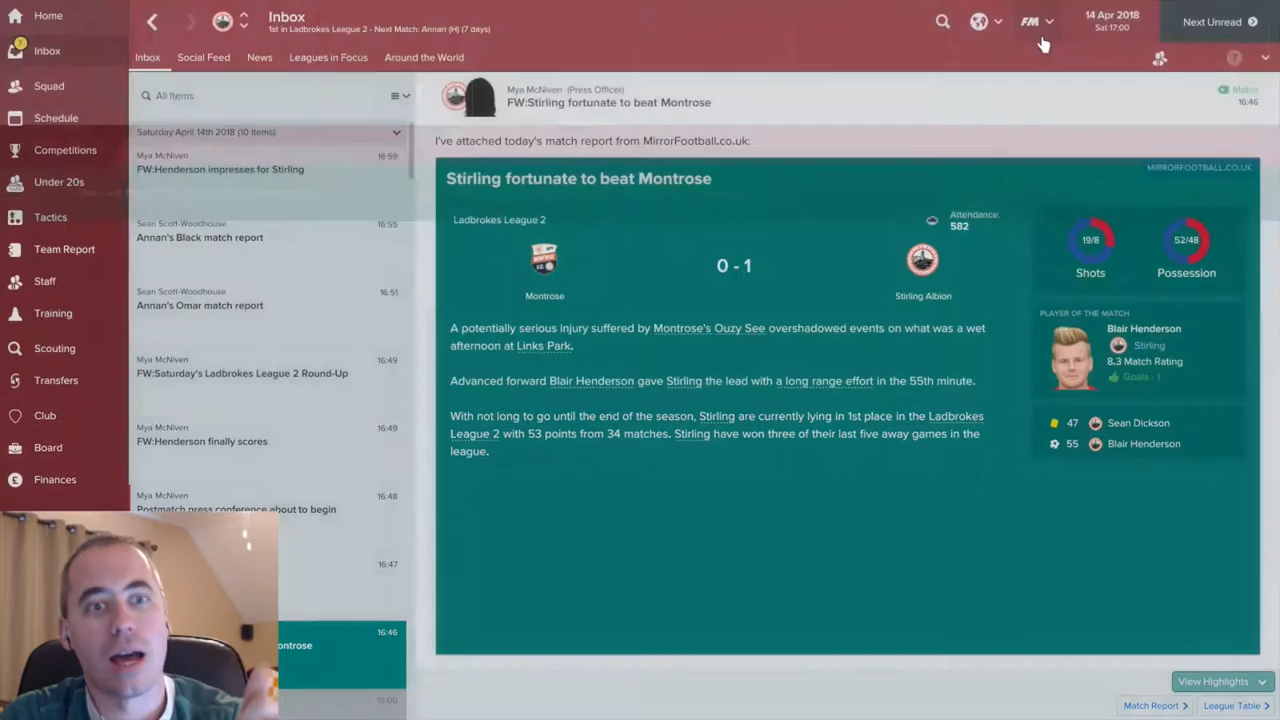 Home
Inbox
1st in Ladbrokes League 2 - Next Match: Annan (H) (7 days)
FM
14 Apr 2018
Sat 17:00
Next Unread
7
Inbox
Inbox
Social Feed
News
Leagues in Focus
Around the World
?
Squad
Schedule
Competitions
Under 20s
Tactics
Team Report
Staff
Training
Scouting
Transfers
Club
Board
Finances
All Items
Saturday April 14th 2018 (10 items)
Mya McNiven
FW:Henderson impresses for Stirling
Sean Scott-Woodhouse
16:55
Annan's Black match report
Sean Scott-Woodhouse
16:51
Annan's Omar match report
Mya McNiven
16:49
FW:Saturday's Ladbrokes League 2 Round-Up
Mya McNiven
16:49
FW:Henderson finally scores
Mya McNiven
16:48
Postmatch press conference about to begin
16:47
16:46
ontrose
15:00
Mya McNiven (Press Officer)
FW:Stirling fortunate to beat Montrose
16:46
I've attached today's match report from MirrorFootball.co.uk:
Stirling fortunate to beat Montrose
MIRRORFOOTBALL.CO.UK
Ladbrokes League 2
Attendance:
582
0 - 1
Montrose
Stirling Albion
A potentially serious injury suffered by Montrose's Ouzy See overshadowed events on what was a wet
afternoon at Links Park.
Advanced forward Blair Henderson gave Stirling the lead with a long range effort in the 55th minute.
With not long to go until the end of the season, Stirling are currently lying in 1st place in the Ladbrokes
League 2 with 53 points from 34 matches. Stirling have won three of their last five away games in the
league.
19/8
52/48
Shots
Possession
PLAYER OF THE MATCH
Blair Henderson
Stirling
8.3 Match Rating
Goals - 1
47 Sean Dickson
55 Blair Henderson
View Highlights
Match Report
League Table